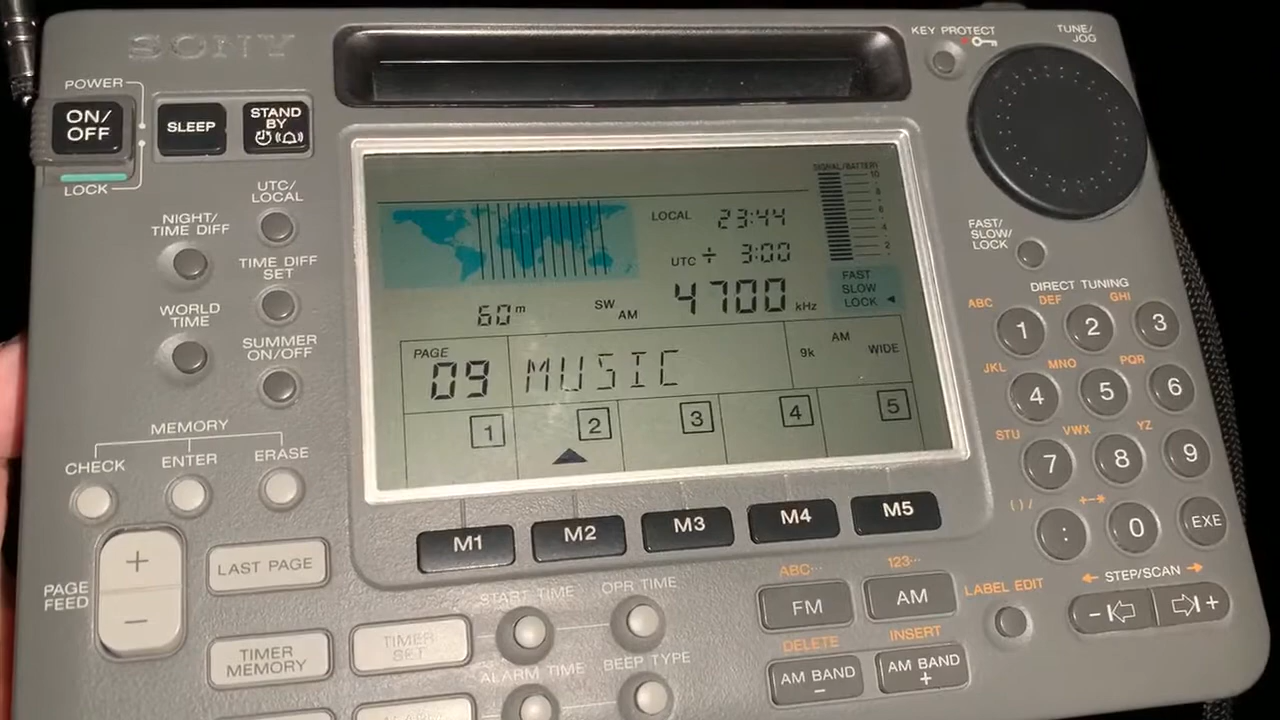 SONY
KEY PROTECT
TUNE/
JOG
POWER
ON/
OFF
SLEEP
STAND
BY
LOCK
UTC/
LOCAL
NIGHT/
TIME DIFF
TIME DIFF
SET
WORLD
TIME
SUMMER
ON/OFF
SIGNAL/BATTERY
10
8
6
4
2
LOCAL 23:44
UTC ÷ 3:00
60 m SW AM 4700 kHz
FAST
SLOW
LOCK ◄
PAGE
09 MUSIC
9k AM WIDE
1 2 3 4 5
M1 M2 M3 M4 M5
FAST/
SLOW/
LOCK
DIRECT TUNING
ABC DEF GHI
1 2 3
JKL MNO PQR
4 5 6
STU VWX YZ
7 8 9
( ) / +-*
: 0 EXE
← STEP/SCAN →
- +
MEMORY
CHECK ENTER ERASE
PAGE
FEED
+
-
LAST PAGE
TIMER
MEMORY
TIMER
SET
START TIME
OPR TIME
ALARM TIME
BEEP TYPE
ABC··· 123···
FM AM
LABEL EDIT
DELETE INSERT
AM BAND
-
AM BAND
+